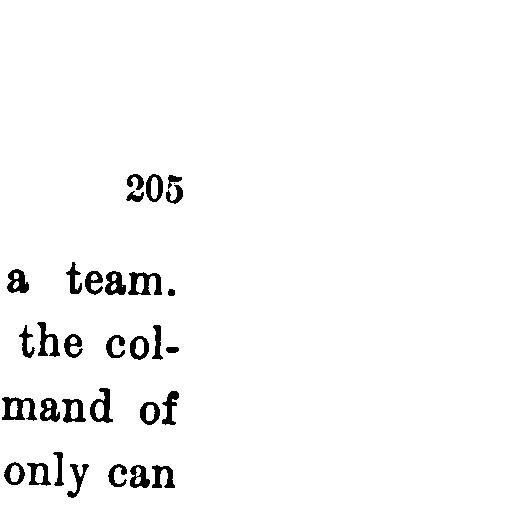 205
a team.
the col-
mand of
only can